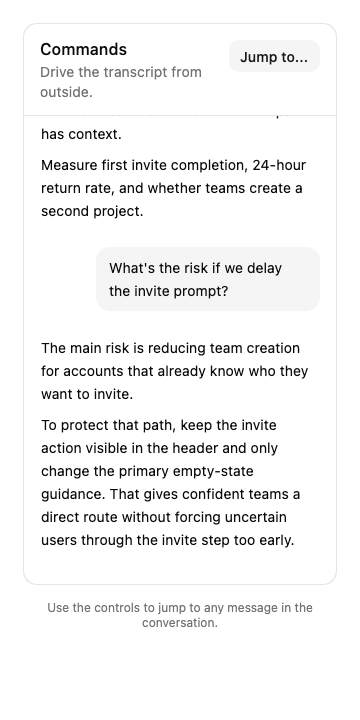 Commands
Drive the transcript from
outside.
Jump to...
has context.
Measure first invite completion, 24-hour
return rate, and whether teams create a
second project.
What's the risk if we delay
the invite prompt?
The main risk is reducing team creation
for accounts that already know who they
want to invite.
To protect that path, keep the invite
action visible in the header and only
change the primary empty-state
guidance. That gives confident teams a
direct route without forcing uncertain
users through the invite step too early.
Use the controls to jump to any message in the
conversation.